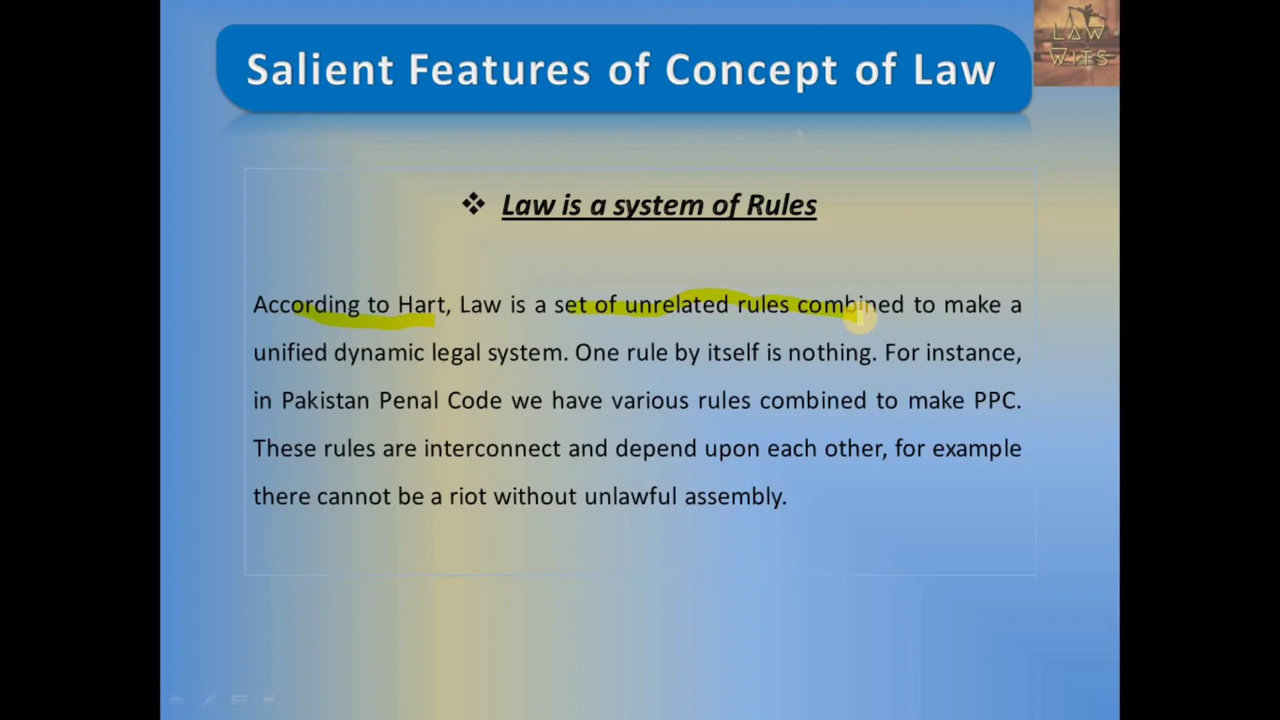 Salient Features of Concept of Law
LAW
WITS
❖ Law is a system of Rules
According to Hart, Law is a set of unrelated rules combined to make a
unified dynamic legal system. One rule by itself is nothing. For instance,
in Pakistan Penal Code we have various rules combined to make PPC.
These rules are interconnect and depend upon each other, for example
there cannot be a riot without unlawful assembly.